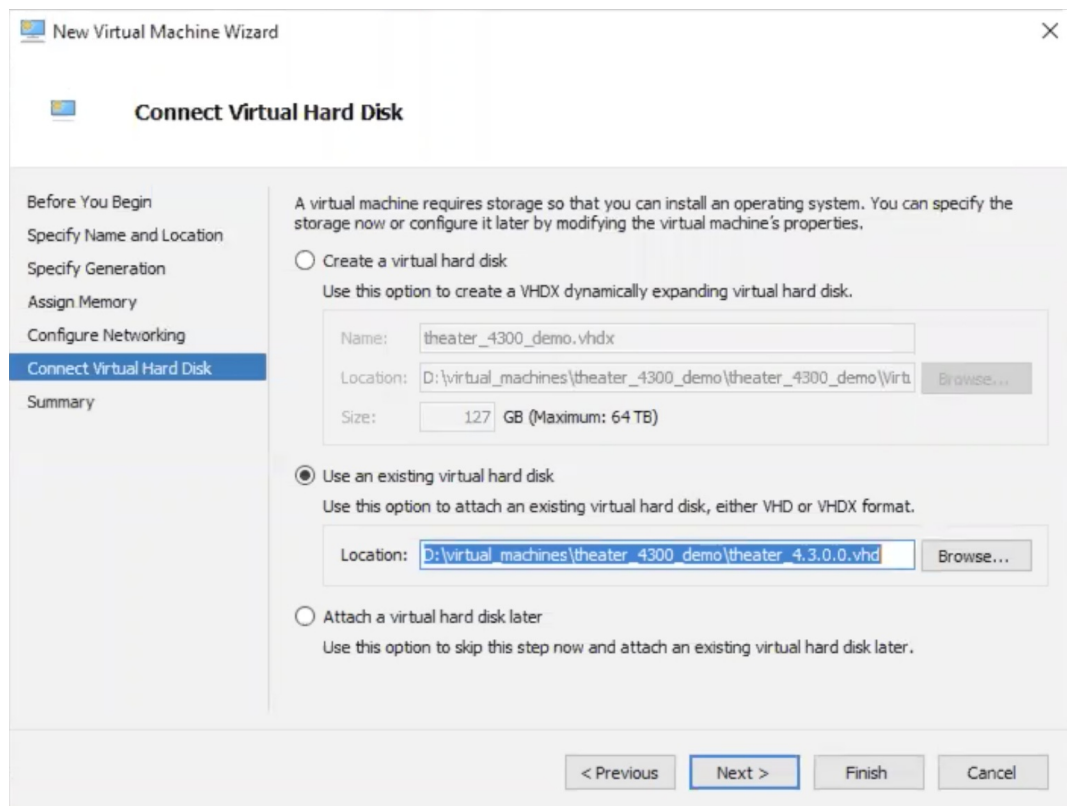 New Virtual Machine Wizard
Connect Virtual Hard Disk
Before You Begin
Specify Name and Location
Specify Generation
Assign Memory
Configure Networking
Connect Virtual Hard Disk
Summary
A virtual machine requires storage so that you can install an operating system. You can specify the
storage now or configure it later by modifying the virtual machine's properties.
Create a virtual hard disk
Use this option to create a VHDX dynamically expanding virtual hard disk.
Name: theater_4300_demo.vhdx
Location: D:\virtual_machines\theater_4300_demo\theater_4300_demo\Virtu Browse...
Size: 127 GB (Maximum: 64 TB)
Use an existing virtual hard disk
Use this option to attach an existing virtual hard disk, either VHD or VHDX format.
Location: D:\virtual_machines\theater_4300_demo\theater_4.3.0.0.vhd Browse...
Attach a virtual hard disk later
Use this option to skip this step now and attach an existing virtual hard disk later.
< Previous Next > Finish Cancel